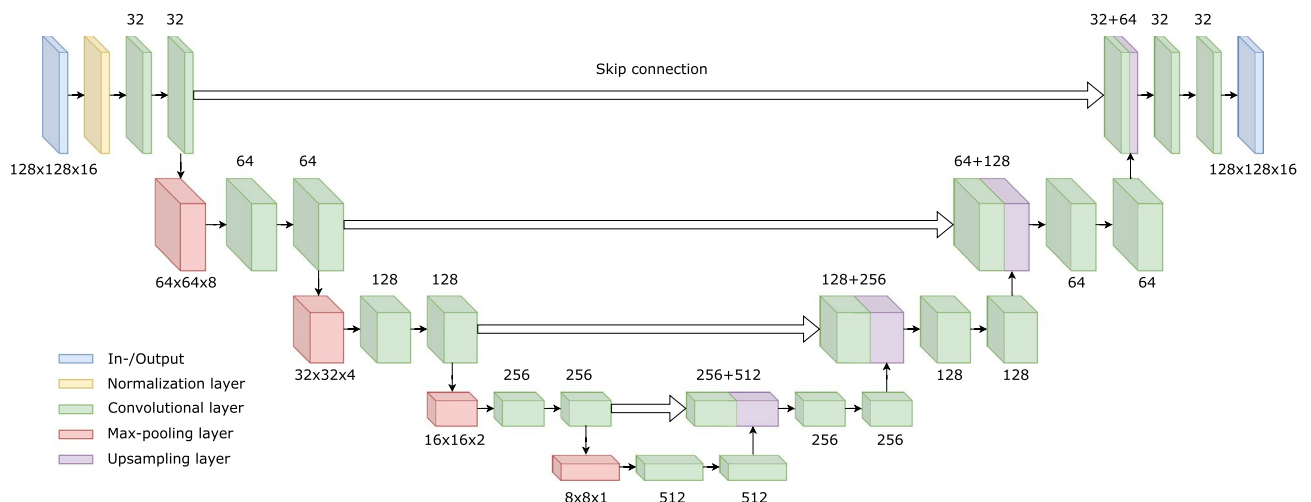 32 32 32+64 32 32
Skip connection
128x128x16 128x128x16
64 64 64+128
64x64x8 64 64
128 128 128+256
32x32x4 128 128
In-/Output
Normalization layer
Convolutional layer
Max-pooling layer
Upsampling layer
256 256 256+512
16x16x2 256 256
8x8x1 512 512